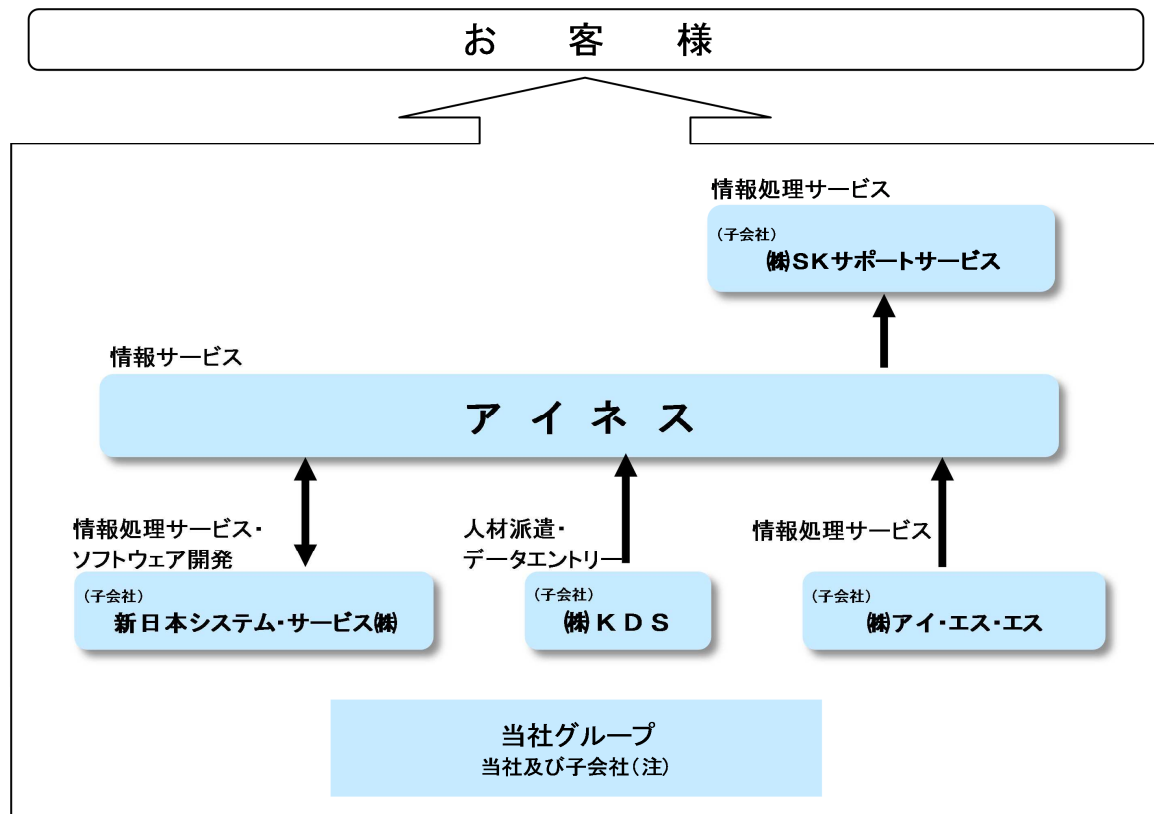 お客様
情報処理サービス
(子会社)
㈱SKサポートサービス
情報サービス
アイネス
情報処理サービス・
ソフトウェア開発
(子会社)
新日本システム・サービス㈱
人材派遣・
データエントリー
(子会社)
㈱KDS
情報処理サービス
(子会社)
㈱アイ・エス・エス
当社グループ
当社及び子会社(注)